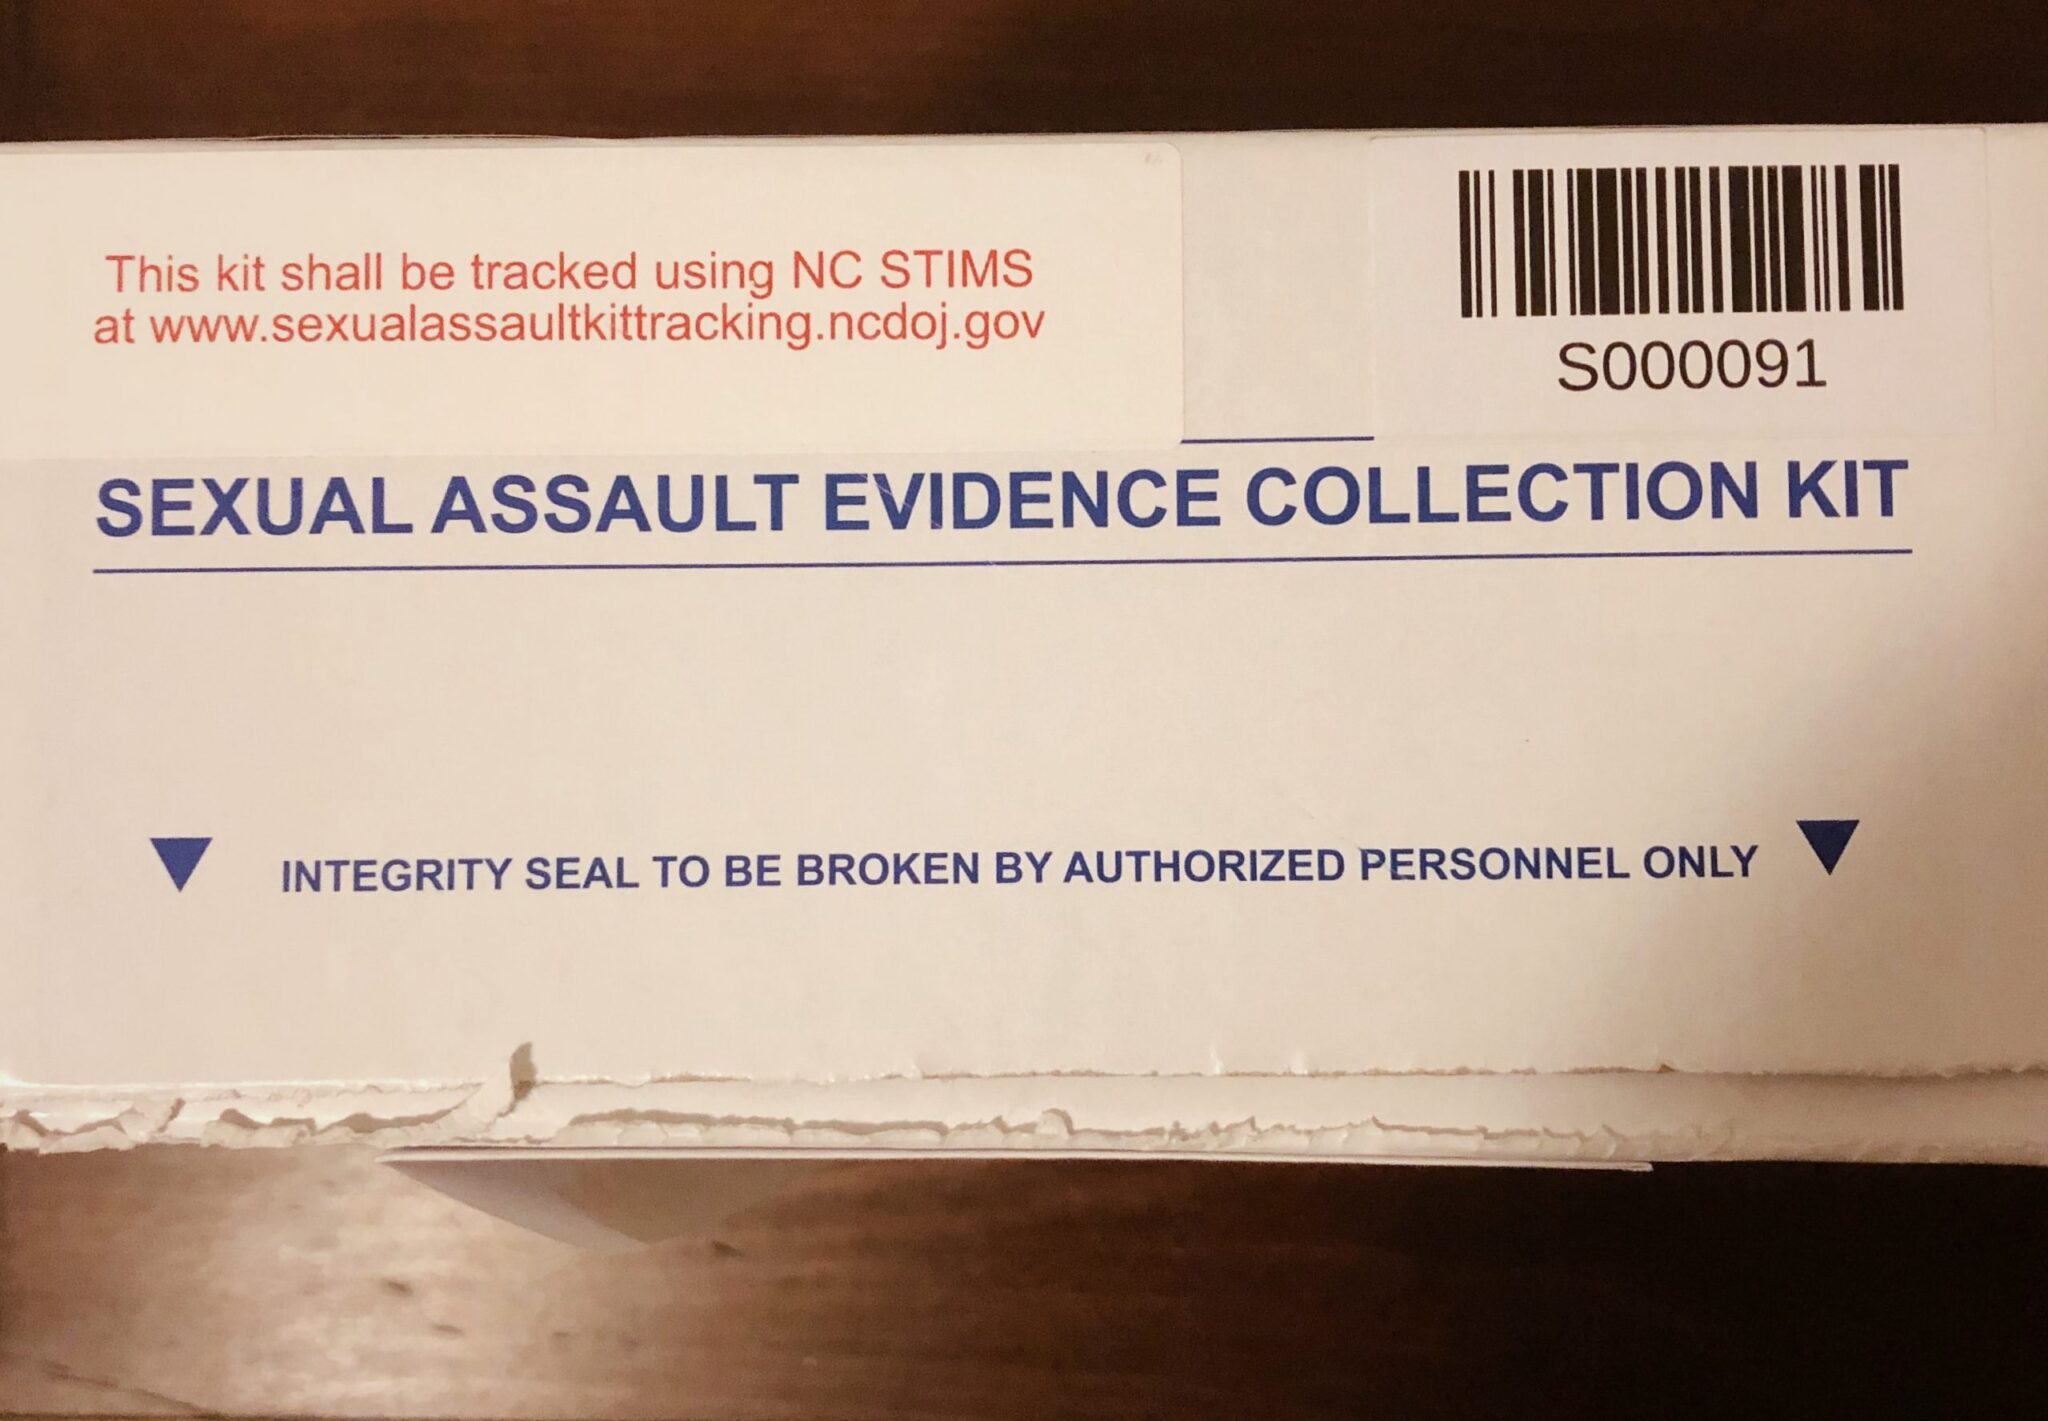 This kit shall be tracked using NC STIMS
at www.sexualassaultkittracking.ncdoj.gov
S000091
SEXUAL ASSAULT EVIDENCE COLLECTION KIT
INTEGRITY SEAL TO BE BROKEN BY AUTHORIZED PERSONNEL ONLY